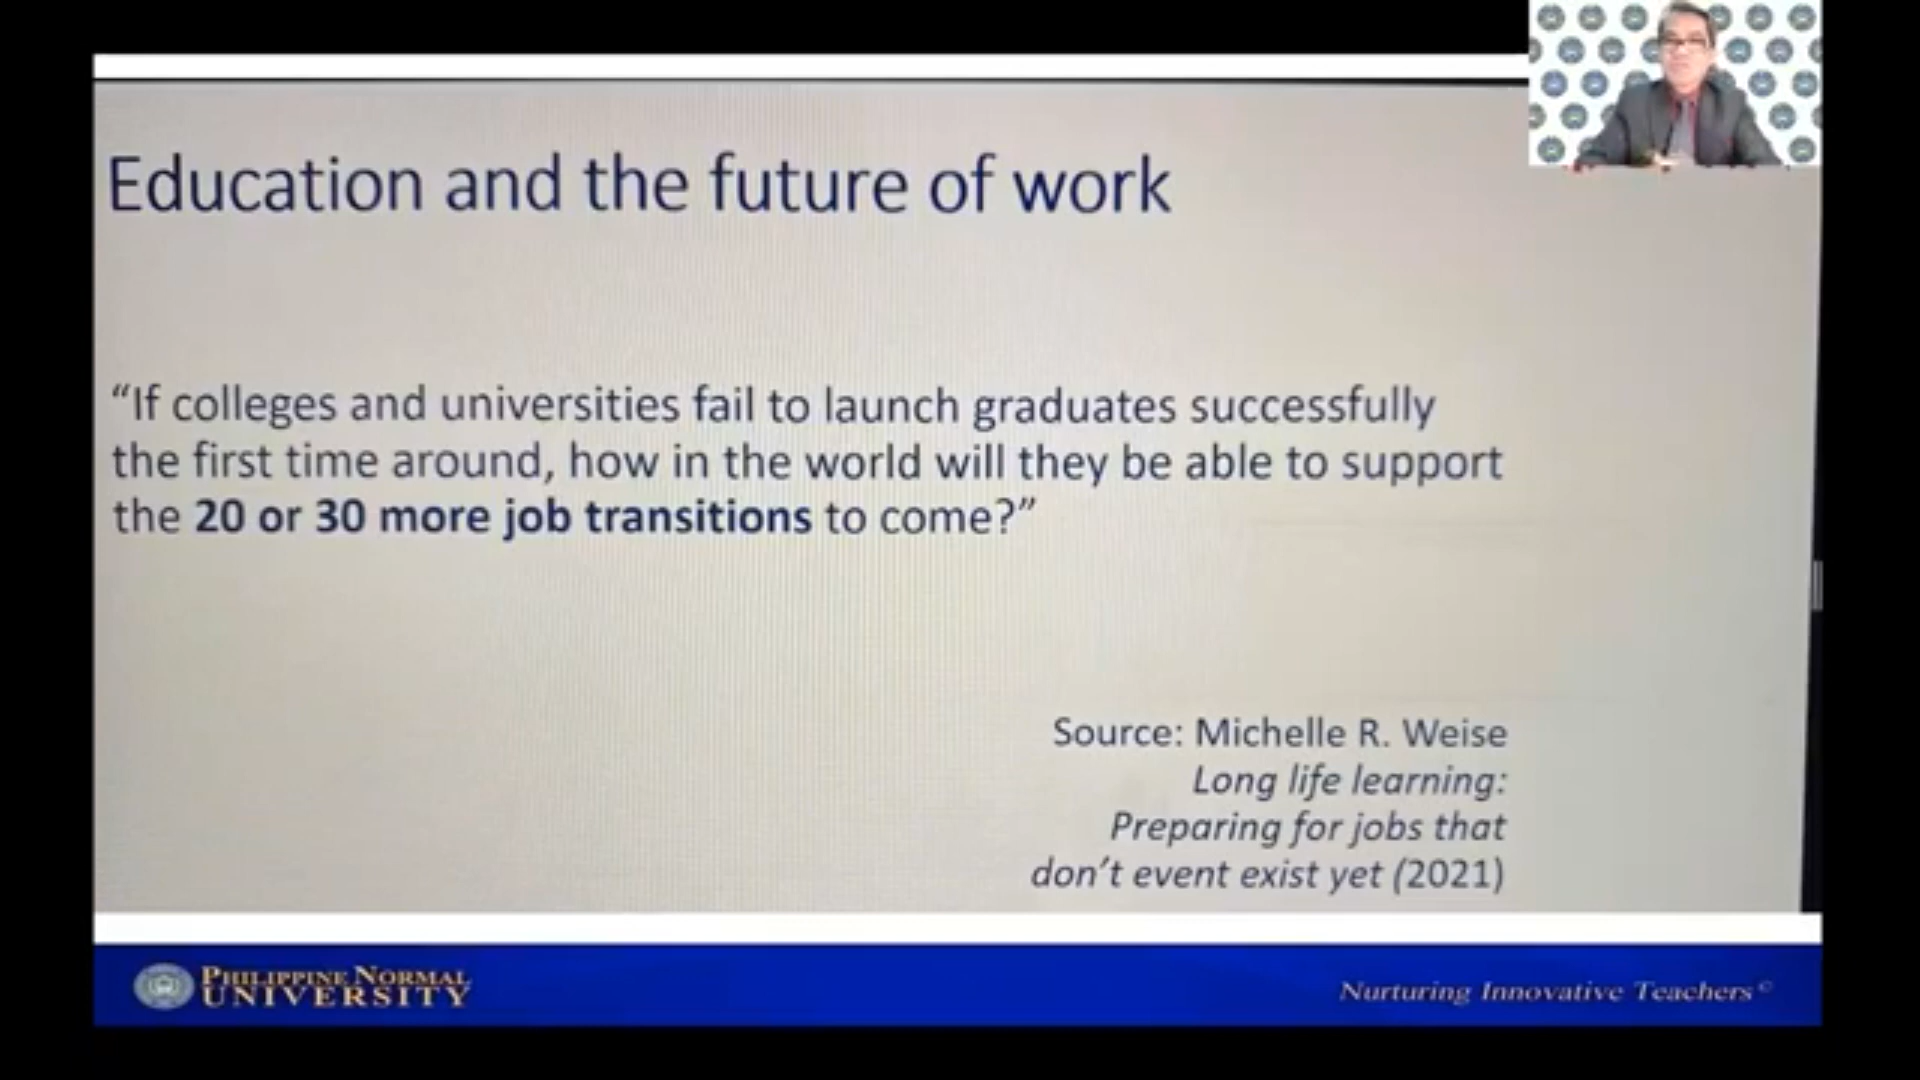 Education and the future of work
“If colleges and universities fail to launch graduates successfully
the first time around, how in the world will they be able to support
the 20 or 30 more job transitions to come?”
Source: Michelle R. Weise
Long life learning:
Preparing for jobs that
don’t event exist yet (2021)
PHILIPPINE NORMAL
UNIVERSITY
Nurturing Innovative Teachers©